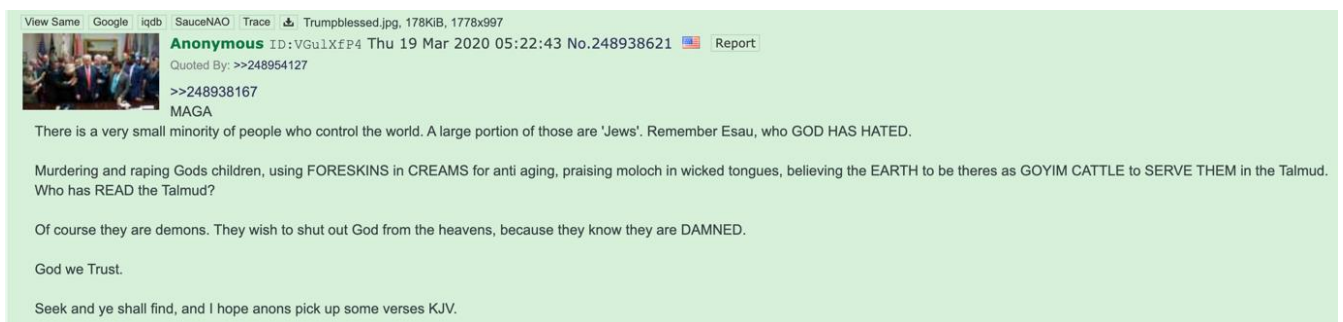 View Same Google iqdb SauceNAO Trace Trumpblessed.jpg, 178KiB, 1778x997
Anonymous ID:VGulXfP4 Thu 19 Mar 2020 05:22:43 No.248938621 Report
Quoted By: >>248954127
>>248938167
MAGA
There is a very small minority of people who control the world. A large portion of those are 'Jews'. Remember Esau, who GOD HAS HATED.
Murdering and raping Gods children, using FORESKINS in CREAMS for anti aging, praising moloch in wicked tongues, believing the EARTH to be theres as GOYIM CATTLE to SERVE THEM in the Talmud.
Who has READ the Talmud?
Of course they are demons. They wish to shut out God from the heavens, because they know they are DAMNED.
God we Trust.
Seek and ye shall find, and I hope anons pick up some verses KJV.